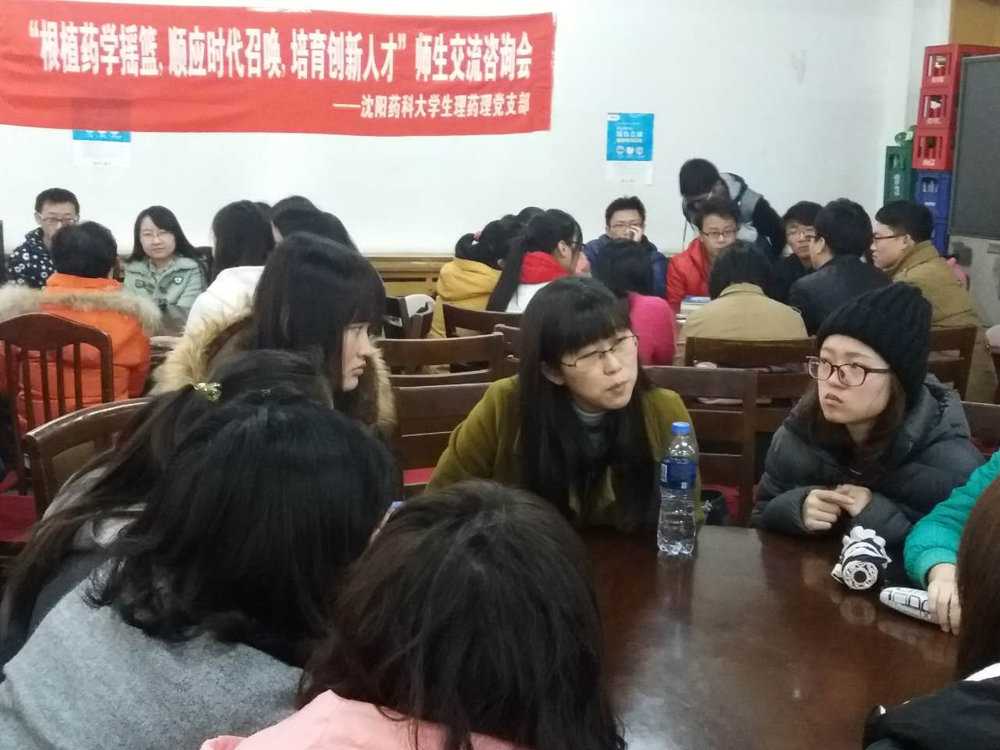 “根植药学摇篮,顺应时代召唤,培育创新人才”师生交流咨询会
——沈阳药科大学生理药理党支部